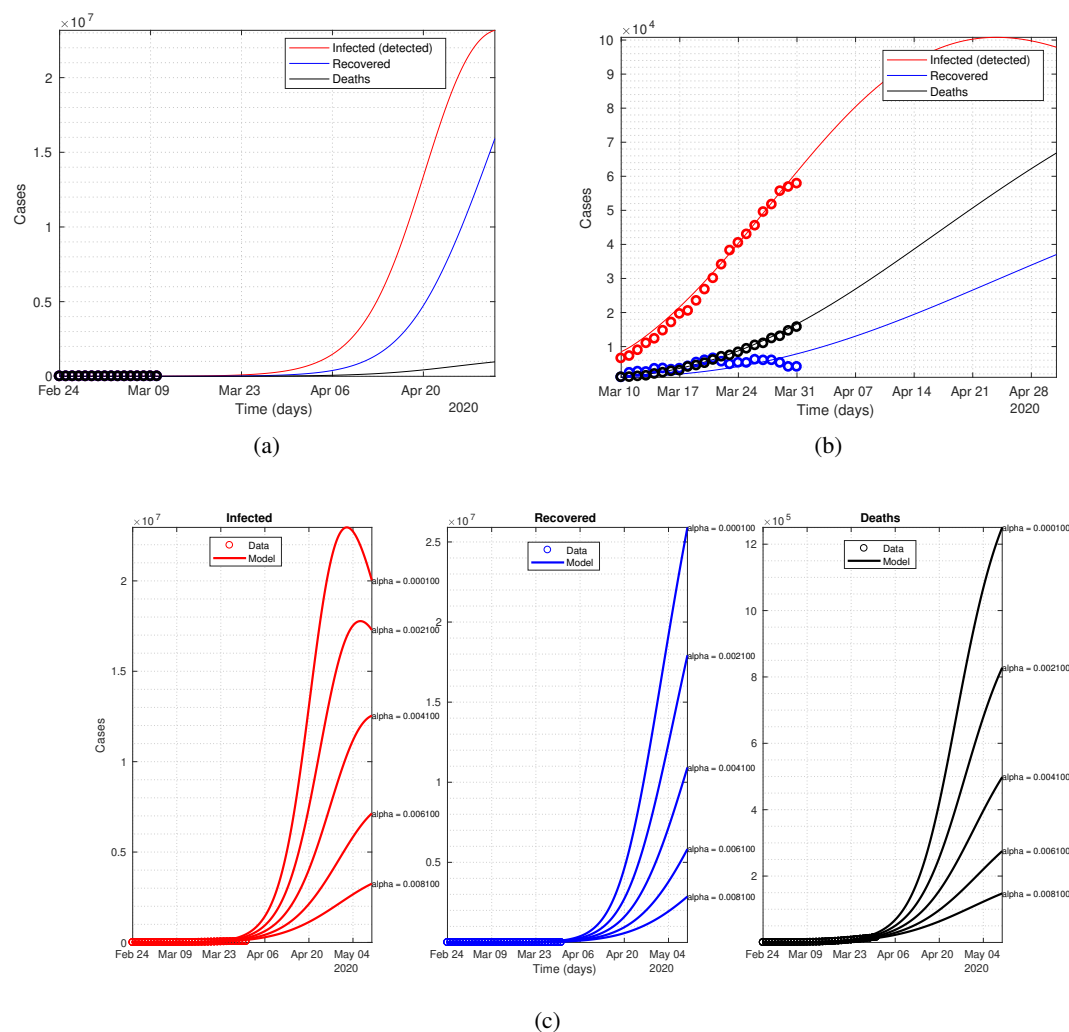 ×10^7
Infected (detected)
Recovered
Deaths
2
1.5
1
0.5
0
Cases
Feb 24 Mar 09 Mar 23 Apr 06 Apr 20
Time (days)
2020
(a)
×10^4
Infected (detected)
Recovered
Deaths
10
9
8
7
6
5
4
3
2
1
Cases
Mar 10 Mar 17 Mar 24 Mar 31 Apr 07 Apr 14 Apr 21 Apr 28
Time (days)
2020
(b)
Infected
×10^7
Data
Model
2
1.5
1
0.5
0
Cases
alpha = 0.000100
alpha = 0.002100
alpha = 0.004100
alpha = 0.006100
alpha = 0.008100
Feb 24 Mar 09 Mar 23 Apr 06 Apr 20 May 04
2020
Recovered
×10^7
Data
Model
2.5
2
1.5
1
0.5
alpha = 0.000100
alpha = 0.002100
alpha = 0.004100
alpha = 0.006100
alpha = 0.008100
Feb 24 Mar 09 Mar 23 Apr 06 Apr 20 May 04
Time (days)
2020
Deaths
×10^5
Data
Model
12
10
8
6
4
2
alpha = 0.000100
alpha = 0.002100
alpha = 0.004100
alpha = 0.006100
alpha = 0.008100
Feb 24 Mar 09 Mar 23 Apr 06 Apr 20 May 04
2020
(c)